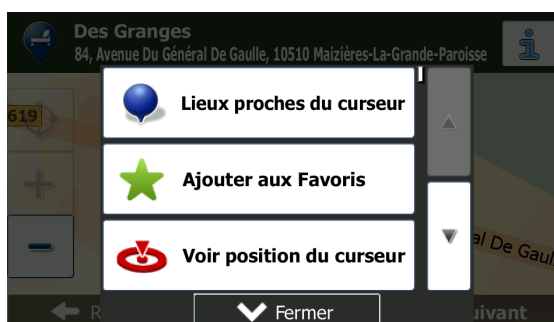 Des Granges
84, Avenue Du Général De Gaulle, 10510 Maizières-La-Grande-Paroisse
Lieux proches du curseur
619
Ajouter aux Favoris
Voir position du curseur
al De Gaul
R
Fermer
uivant